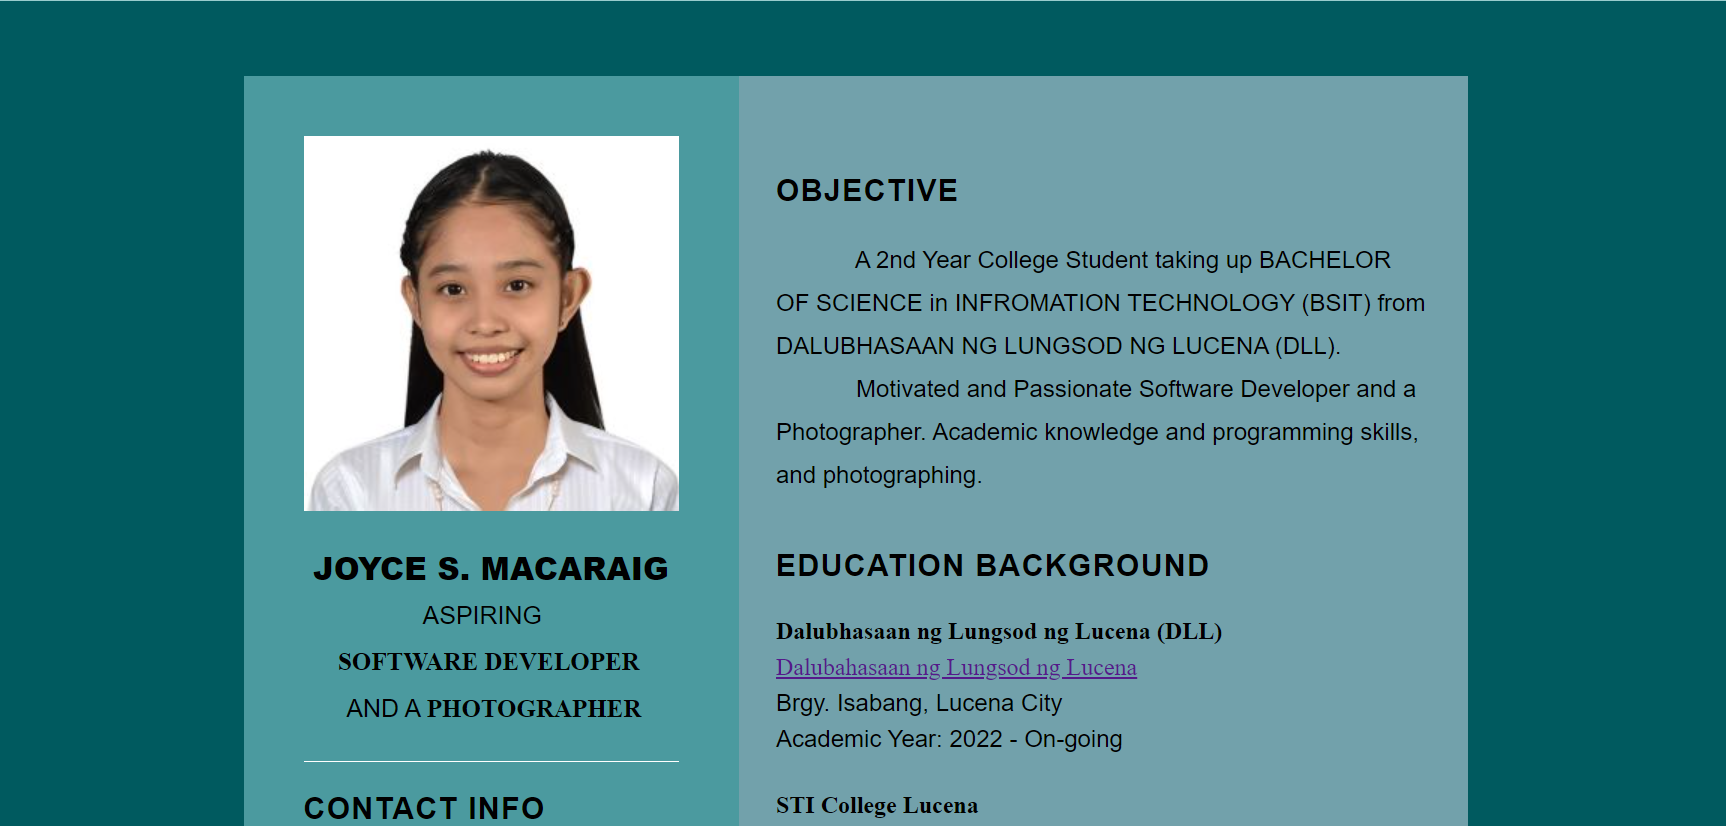 JOYCE S. MACARAIG
ASPIRING
SOFTWARE DEVELOPER
AND A PHOTOGRAPHER
CONTACT INFO
OBJECTIVE
A 2nd Year College Student taking up BACHELOR
OF SCIENCE in INFROMATION TECHNOLOGY (BSIT) from
DALUBHASAAN NG LUNGSOD NG LUCENA (DLL).
Motivated and Passionate Software Developer and a
Photographer. Academic knowledge and programming skills,
and photographing.
EDUCATION BACKGROUND
Dalubhasaan ng Lungsod ng Lucena (DLL)
Dalubahasaan ng Lungsod ng Lucena
Brgy. Isabang, Lucena City
Academic Year: 2022 - On-going
STI College Lucena